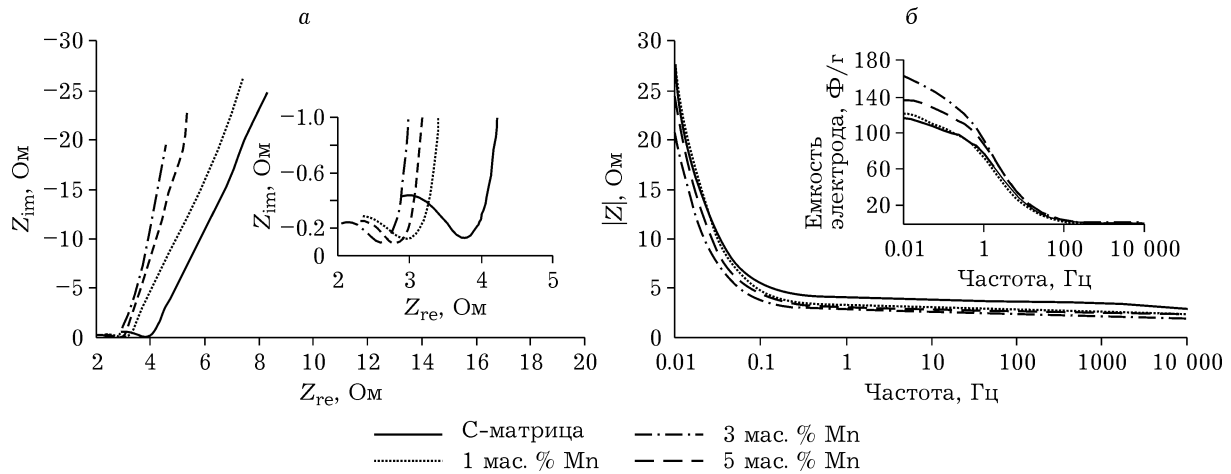 а
−30
−25
−20
−15
−10
−5
0
Z_im, Ом
2 4 6 8 10 12 14 16 18 20
Z_re, Ом
−1.0
−0.6
−0.2
0
Z_im, Ом
2 3 4 5
Z_re, Ом
б
30
25
20
15
10
5
0
|Z|, Ом
0.01 0.1 1 10 100 1000 10 000
Частота, Гц
180
140
100
60
20
Емкость
электрода, Ф/г
0.01 1 100 10 000
Частота, Гц
С-матрица
1 мас. % Mn
3 мас. % Mn
5 мас. % Mn